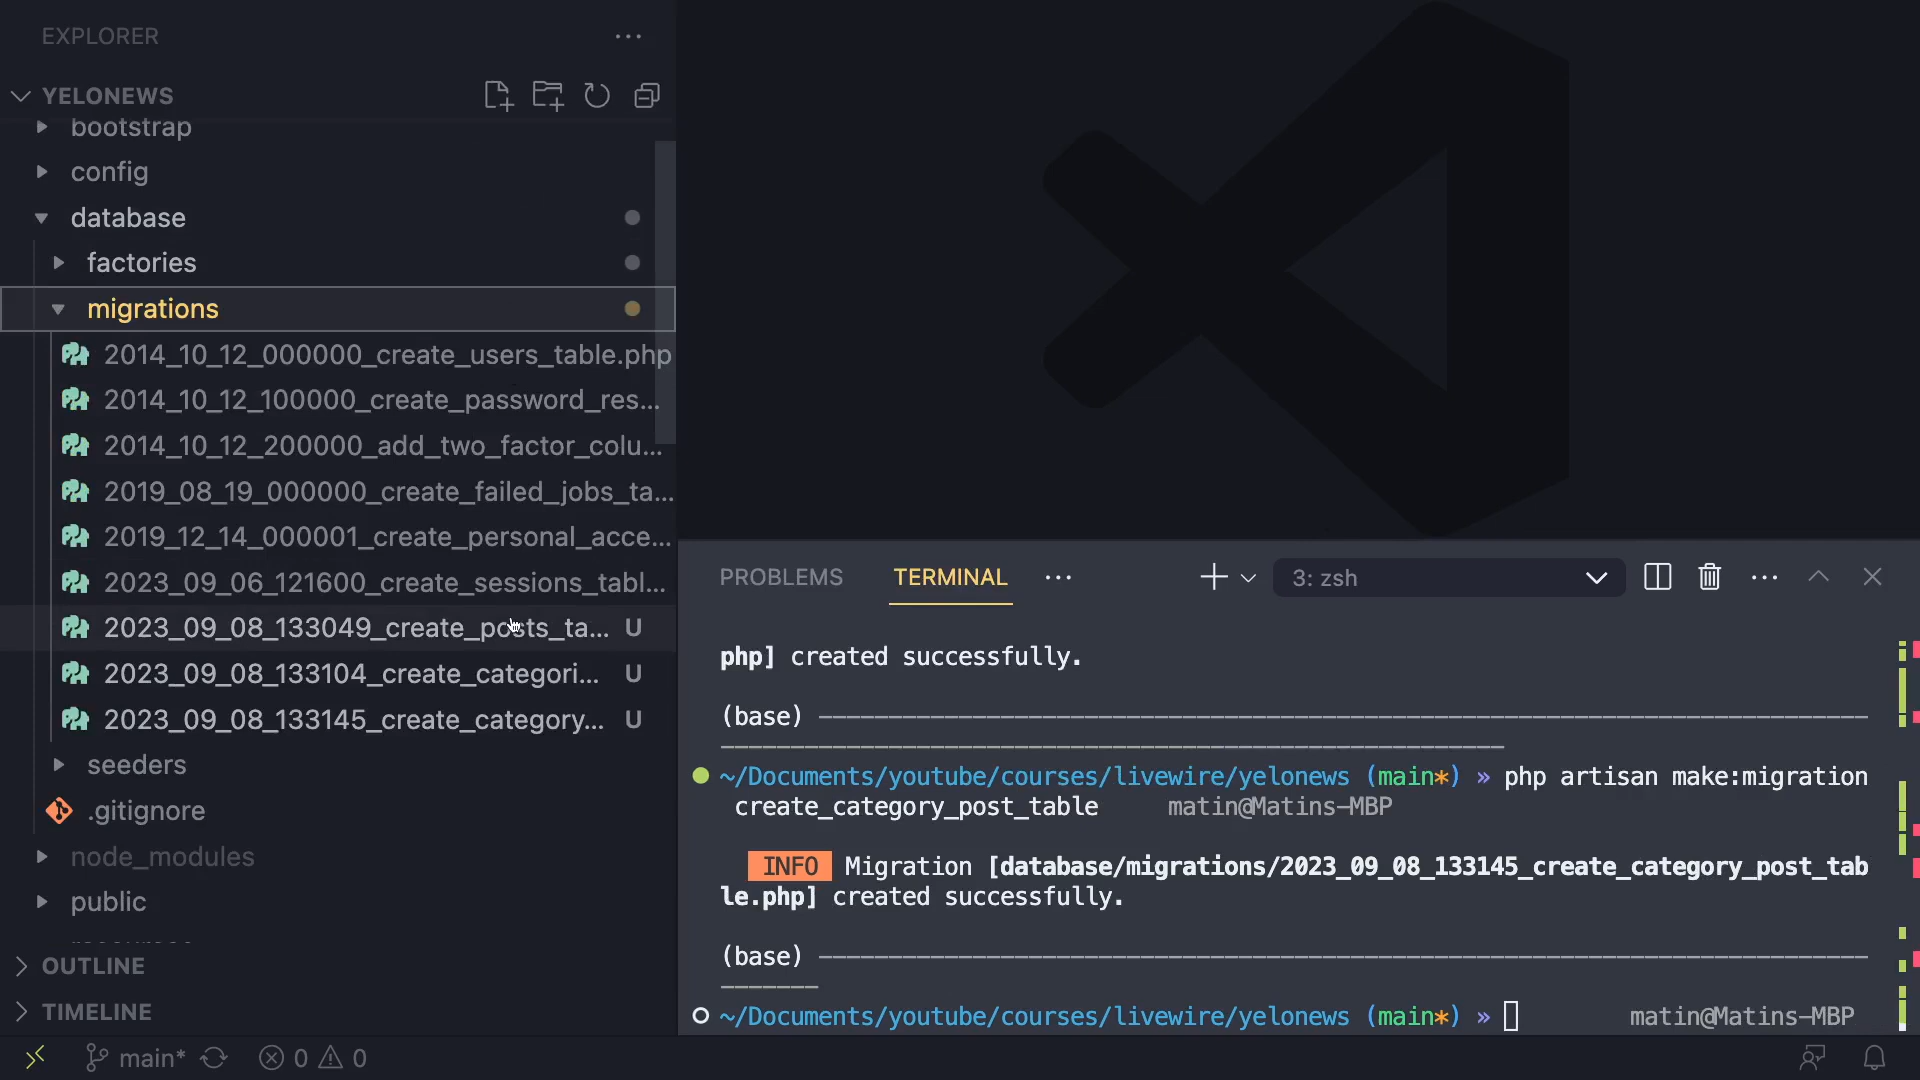 EXPLORER
YELONEWS
bootstrap
config
database
factories
migrations
2014_10_12_000000_create_users_table.php
2014_10_12_100000_create_password_res...
2014_10_12_200000_add_two_factor_colu...
2019_08_19_000000_create_failed_jobs_ta...
2019_12_14_000001_create_personal_acce...
2023_09_06_121600_create_sessions_tabl...
2023_09_08_133049_create_posts_ta... U
2023_09_08_133104_create_categori... U
2023_09_08_133145_create_category... U
seeders
.gitignore
node_modules
public
OUTLINE
TIMELINE
main* 0 0
PROBLEMS TERMINAL ... 3: zsh
php] created successfully.
(base)
~/Documents/youtube/courses/livewire/yelonews (main*) » php artisan make:migration
create_category_post_table matin@Matins-MBP
INFO Migration [database/migrations/2023_09_08_133145_create_category_post_tab
le.php] created successfully.
(base)
~/Documents/youtube/courses/livewire/yelonews (main*) » matin@Matins-MBP